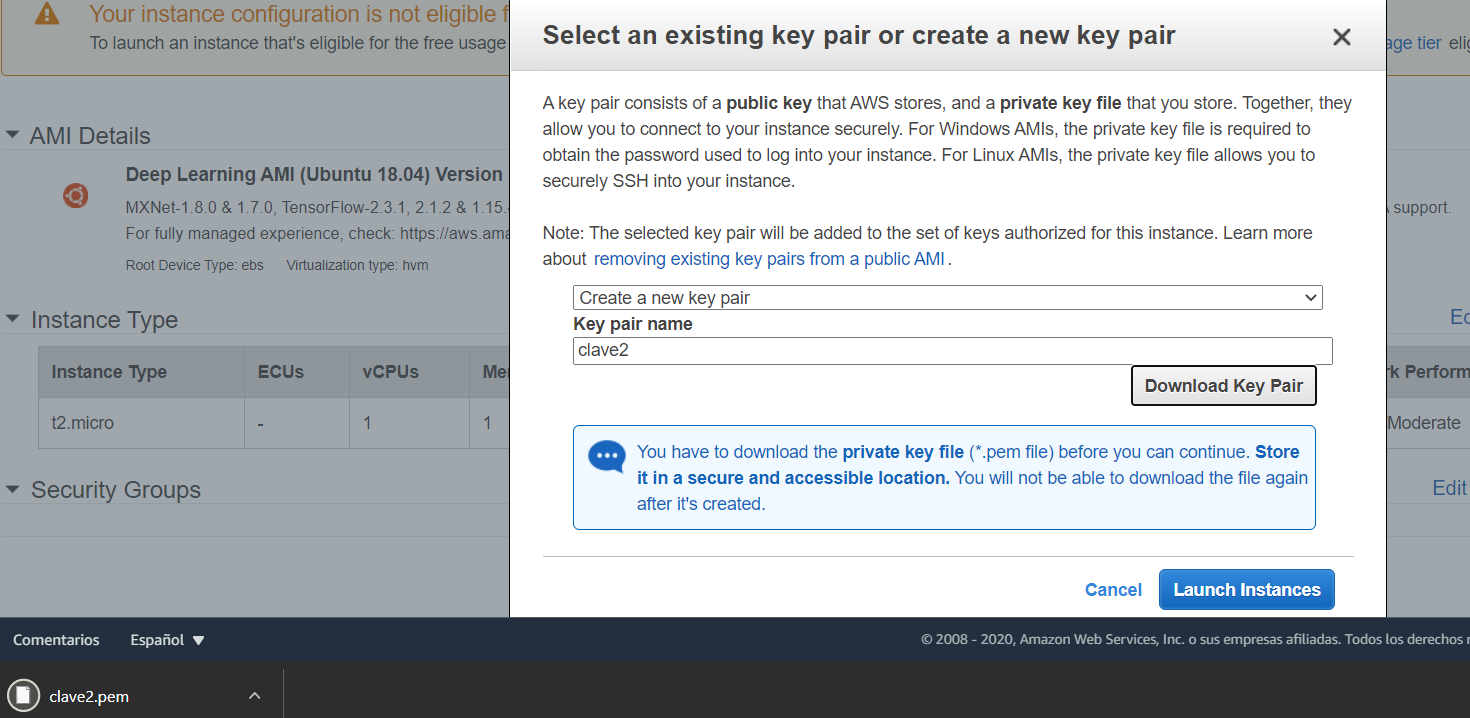 Your instance configuration is not eligible f
To launch an instance that's eligible for the free usage
age tier elig
AMI Details
Deep Learning AMI (Ubuntu 18.04) Version
MXNet-1.8.0 & 1.7.0, TensorFlow-2.3.1, 2.1.2 & 1.15.
For fully managed experience, check: https://aws.ama
Root Device Type: ebs Virtualization type: hvm
support.
Instance Type
Ed
Instance Type ECUs vCPUs Me
rk Perform
t2.micro - 1 1
Moderate
Security Groups
Edit
Select an existing key pair or create a new key pair
A key pair consists of a public key that AWS stores, and a private key file that you store. Together, they
allow you to connect to your instance securely. For Windows AMIs, the private key file is required to
obtain the password used to log into your instance. For Linux AMIs, the private key file allows you to
securely SSH into your instance.
Note: The selected key pair will be added to the set of keys authorized for this instance. Learn more
about removing existing key pairs from a public AMI .
Create a new key pair
Key pair name
clave2
Download Key Pair
You have to download the private key file (*.pem file) before you can continue. Store
it in a secure and accessible location. You will not be able to download the file again
after it's created.
Cancel Launch Instances
Comentarios Español
© 2008 - 2020, Amazon Web Services, Inc. o sus empresas afiliadas. Todos los derechos
clave2.pem